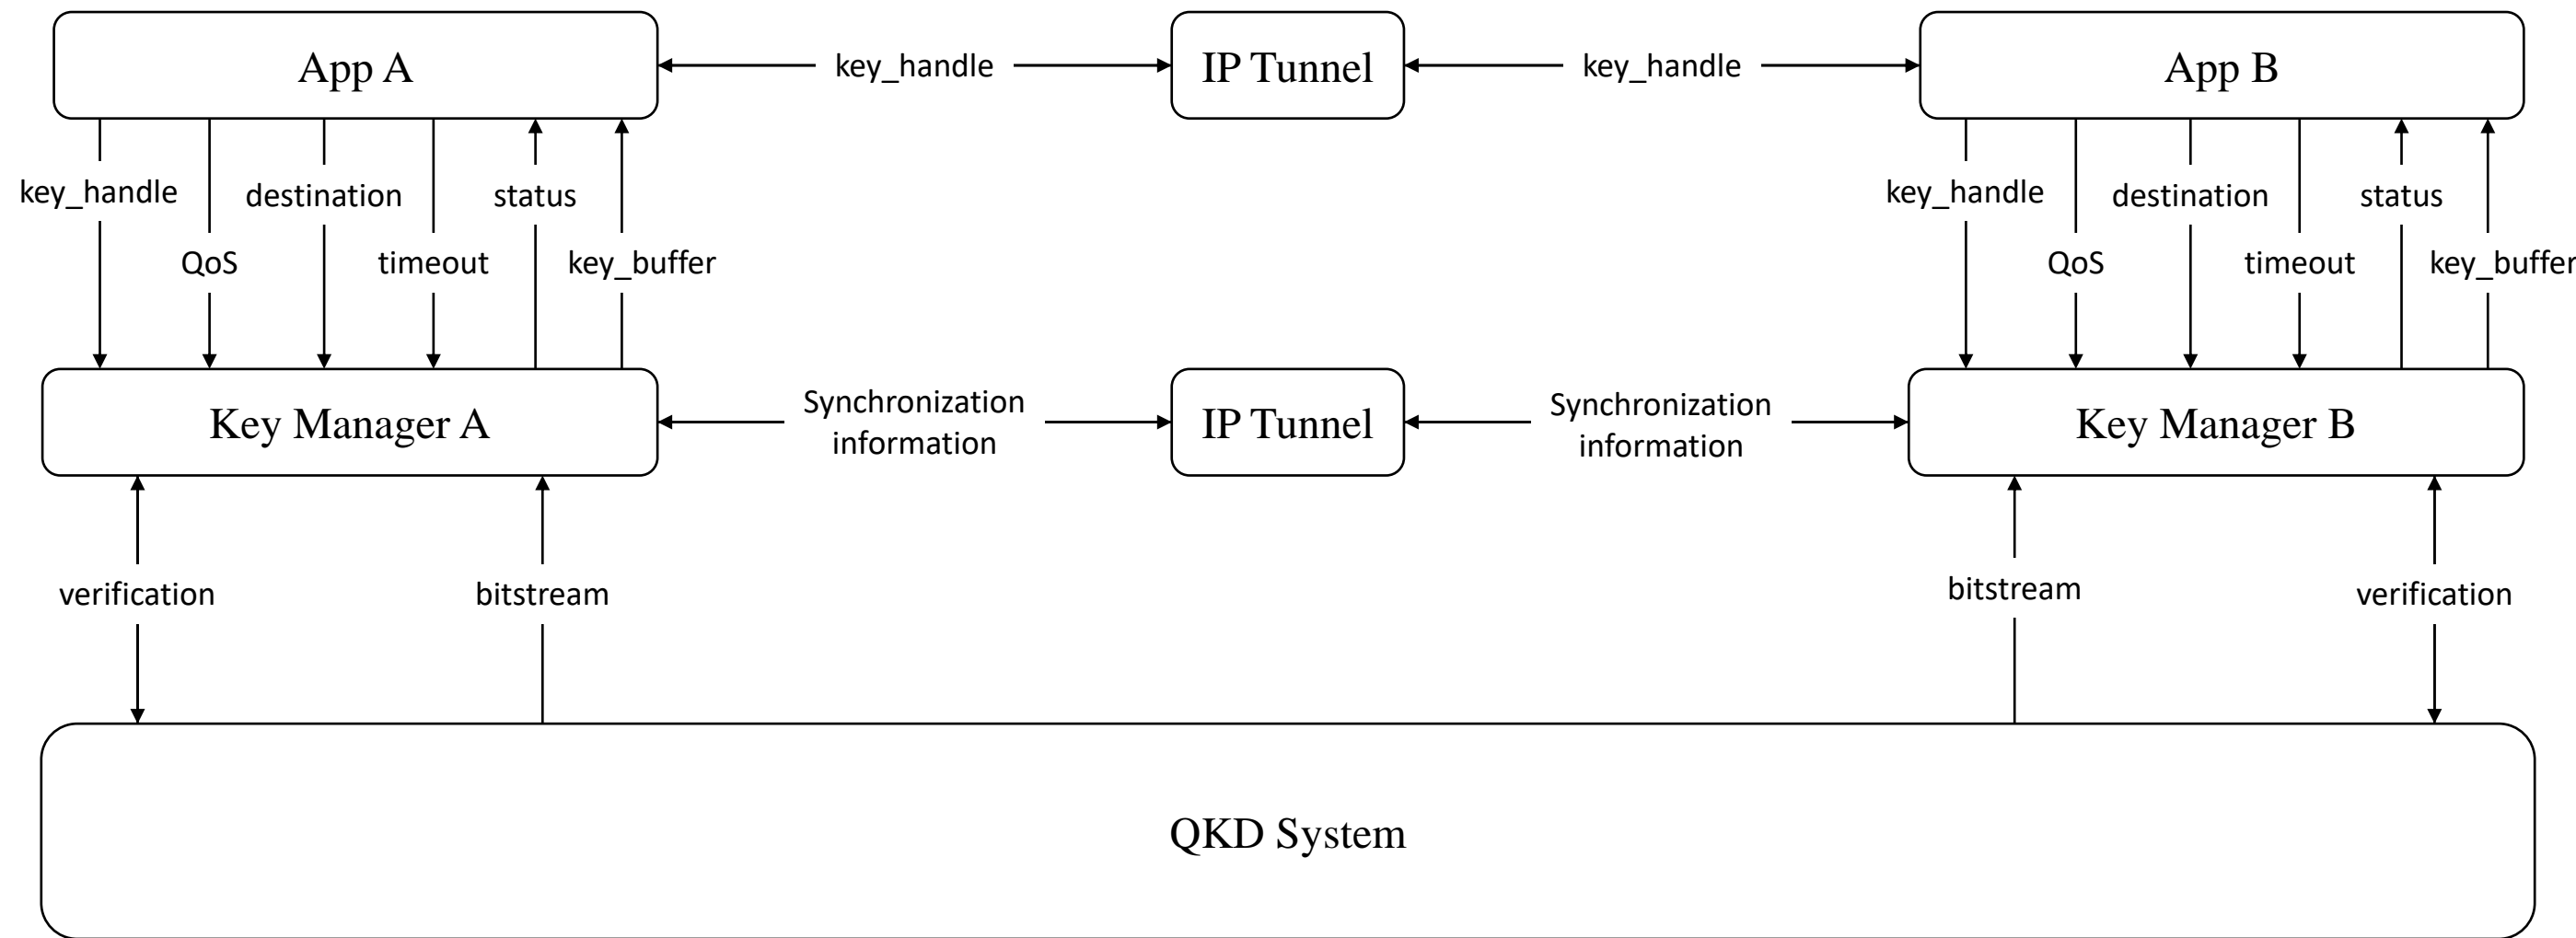 App A
key_handle
IP Tunnel
key_handle
App B
key_handle
destination
status
key_handle
destination
status
QoS
timeout
key_buffer
QoS
timeout
key_buffer
Key Manager A
Synchronization
information
IP Tunnel
Synchronization
information
Key Manager B
verification
bitstream
bitstream
verification
QKD System